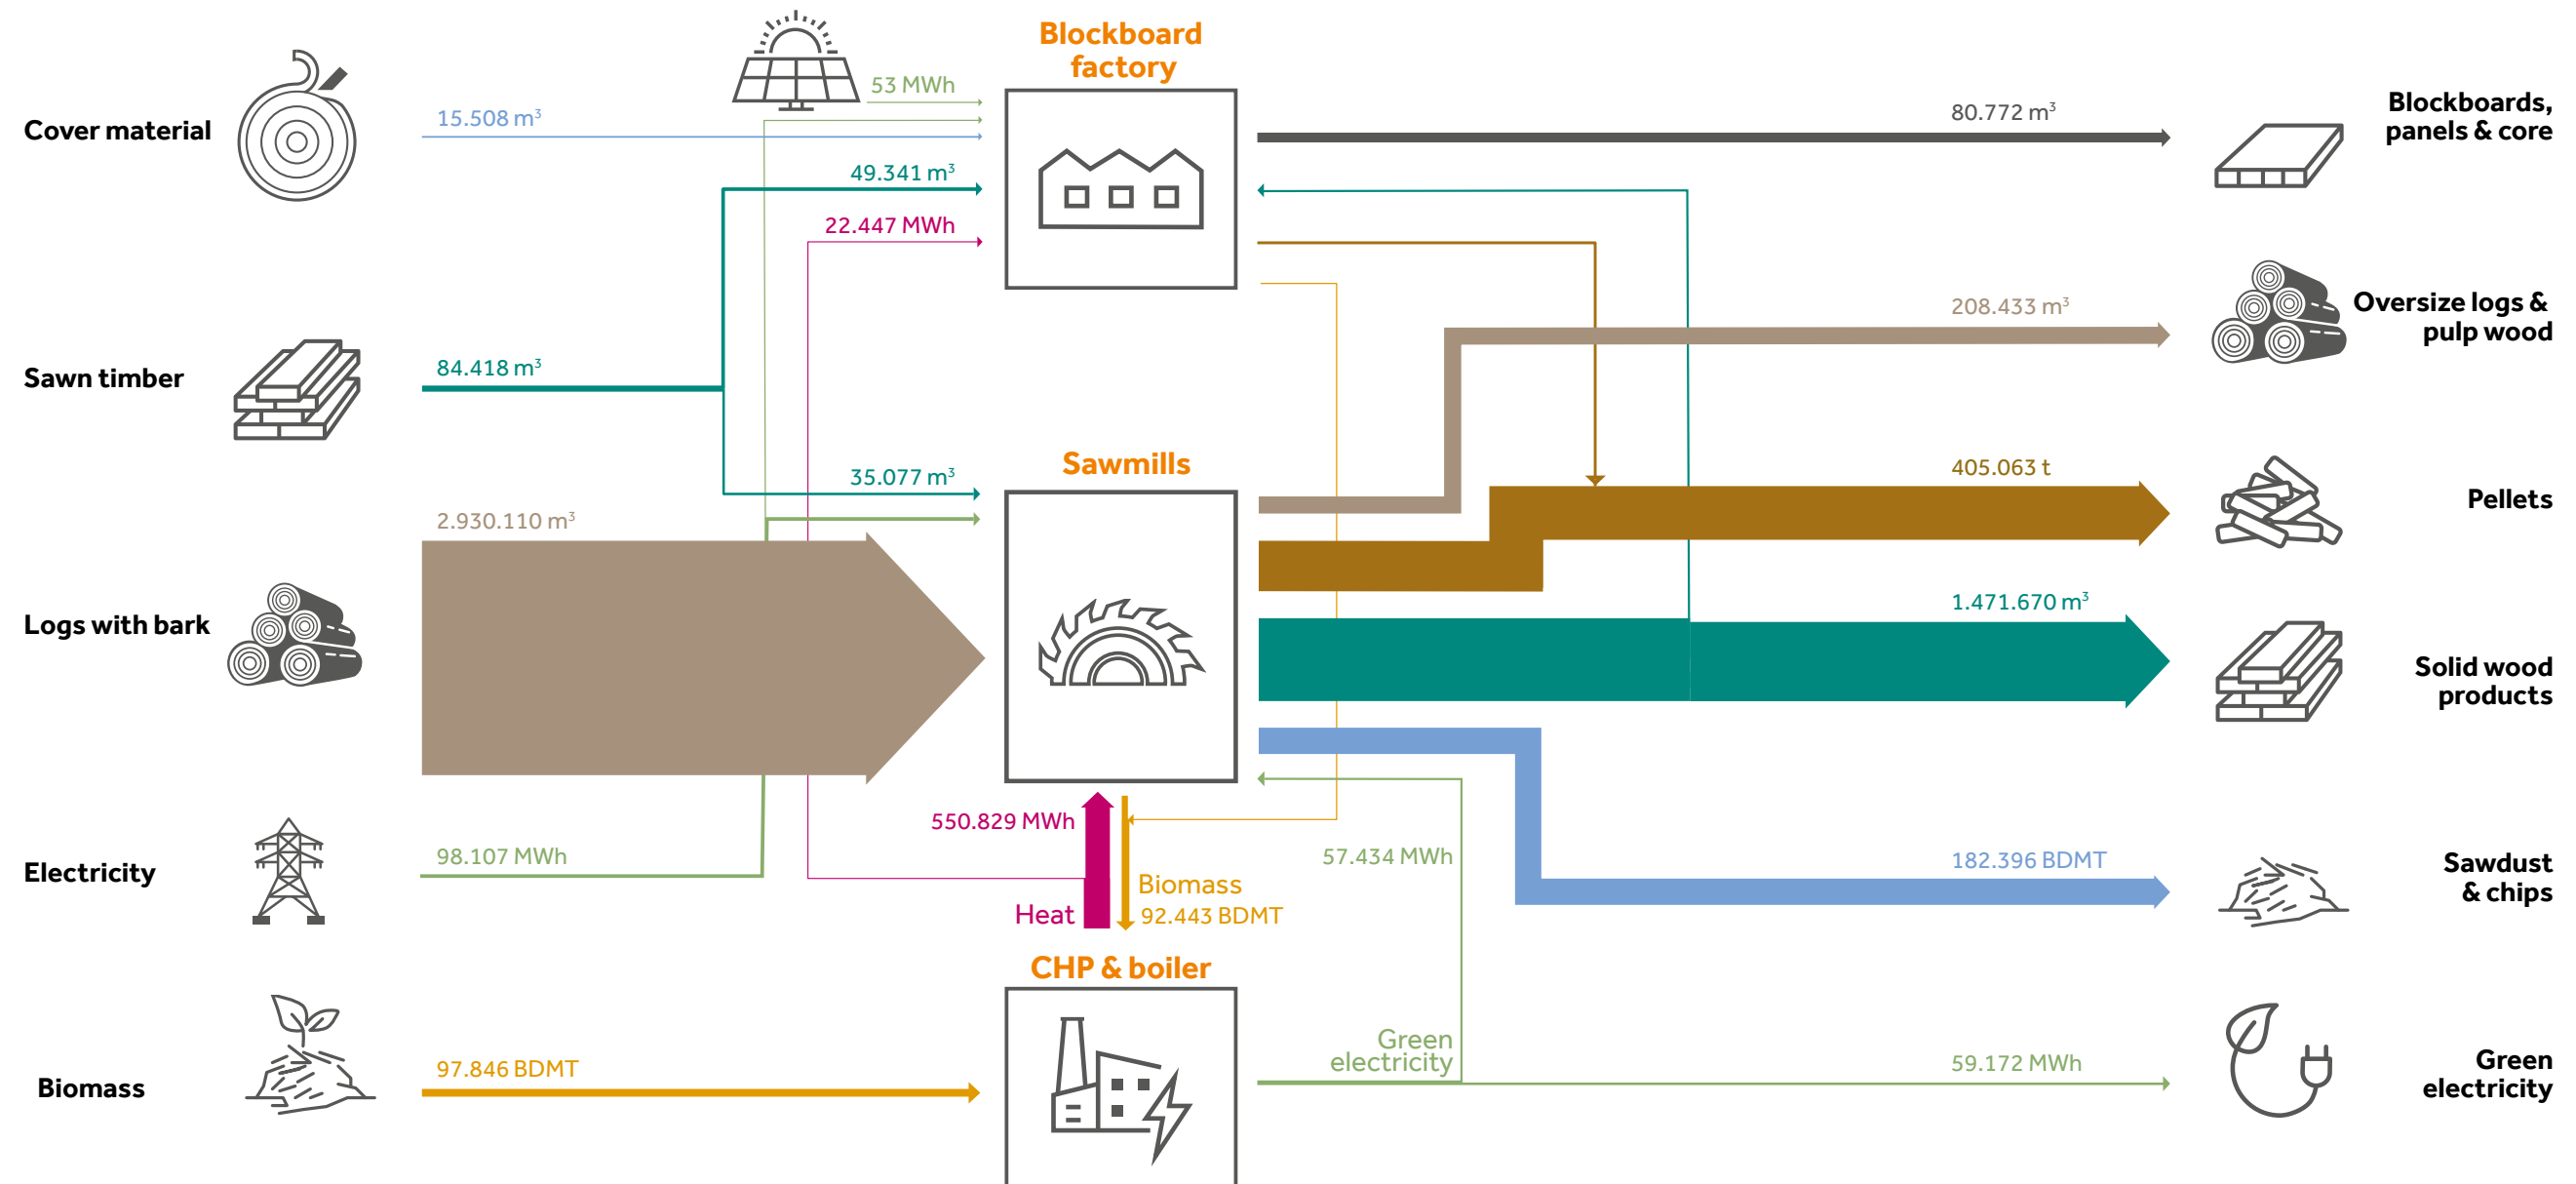 Blockboard
factory
53 MWh
Cover material
15.508 m³
80.772 m³
Blockboards,
panels & core
49.341 m³
22.447 MWh
208.433 m³
Oversize logs &
pulp wood
Sawn timber
84.418 m³
Sawmills
35.077 m³
405.063 t
Pellets
2.930.110 m³
Logs with bark
1.471.670 m³
Solid wood
products
550.829 MWh
Electricity
98.107 MWh
57.434 MWh
182.396 BDMT
Sawdust
& chips
Biomass
92.443 BDMT
Heat
CHP & boiler
Biomass
97.846 BDMT
Green
electricity
59.172 MWh
Green
electricity